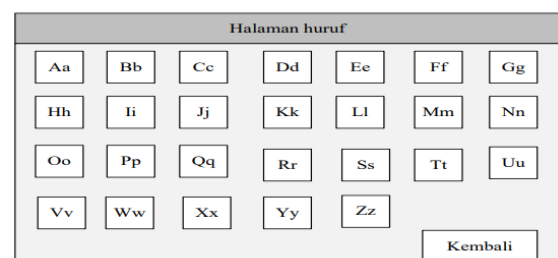 Halaman huruf
Aa Bb Cc Dd Ee Ff Gg
Hh Ii Jj Kk Ll Mm Nn
Oo Pp Qq Rr Ss Tt Uu
Vv Ww Xx Yy Zz
Kembali